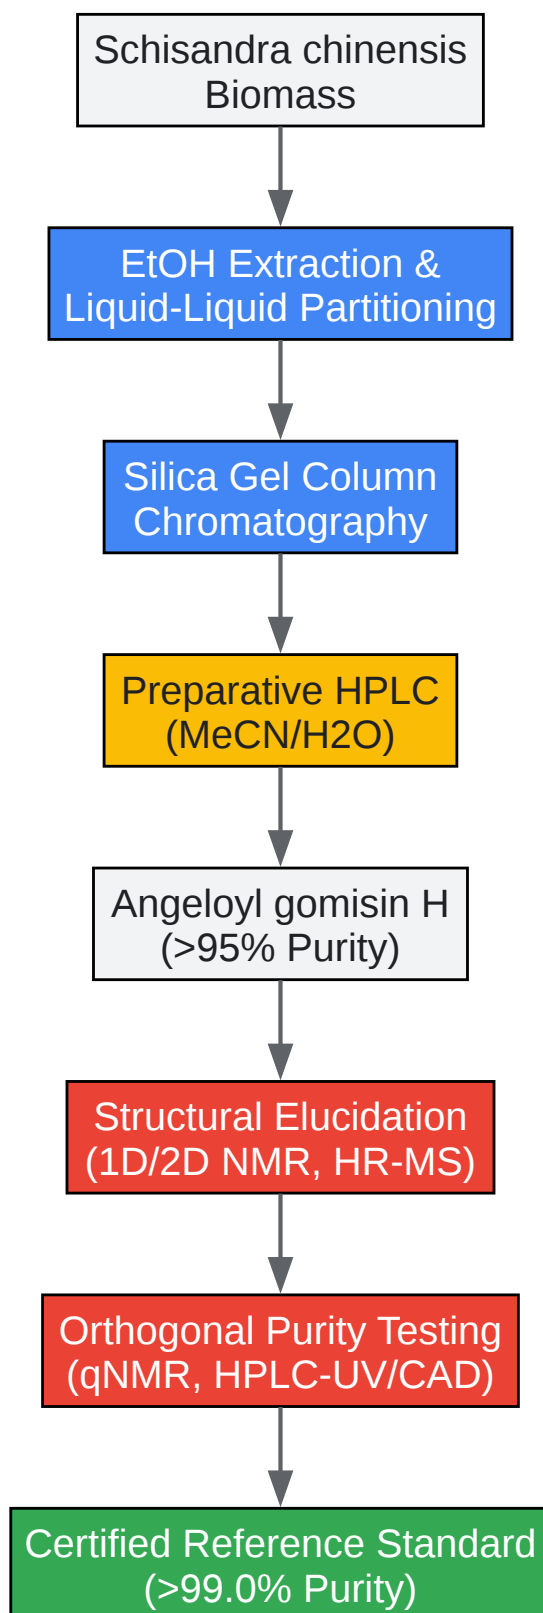 Schisandra chinensis
Biomass
EtOH Extraction &
Liquid-Liquid Partitioning
Silica Gel Column
Chromatography
Preparative HPLC
(MeCN/H2O)
Angeloyl gomisin H
(>95% Purity)
Structural Elucidation
(1D/2D NMR, HR-MS)
Orthogonal Purity Testing
(qNMR, HPLC-UV/CAD)
Certified Reference Standard
(>99.0% Purity)